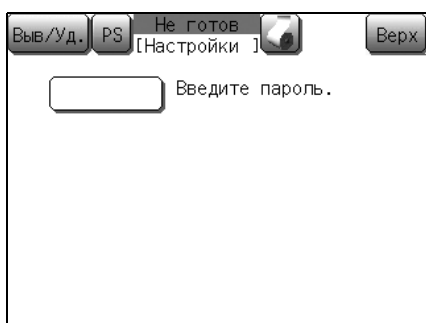 Выв/Уд. PS Не готов Верх
[Настройки ]
Введите пароль.